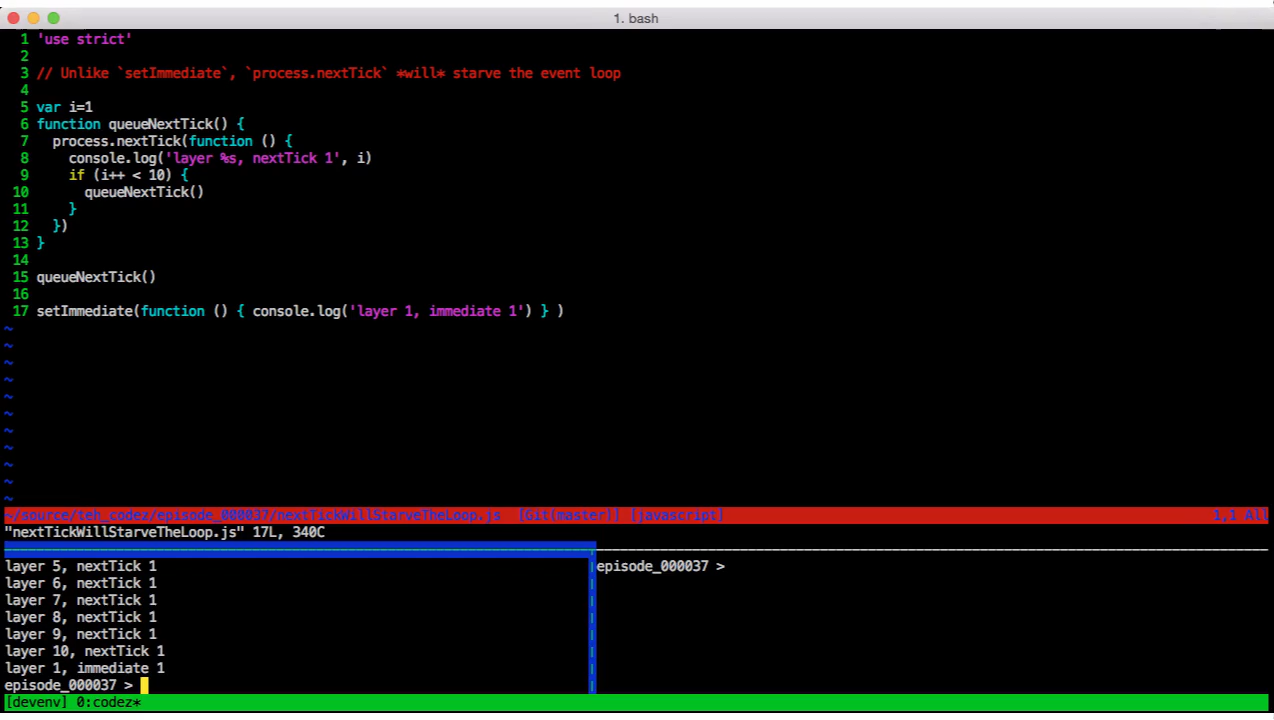 1. bash
1 'use strict'
2
3 // Unlike `setImmediate`, `process.nextTick` *will* starve the event loop
4
5 var i=1
6 function queueNextTick() {
7   process.nextTick(function () {
8     console.log('layer %s, nextTick 1', i)
9     if (i++ < 10) {
10       queueNextTick()
11     }
12   })
13 }
14
15 queueNextTick()
16
17 setImmediate(function () { console.log('layer 1, immediate 1') } )
~
~
~
~
~
~
~
~
~
~
~
~/source/teh_codez/episode_000037/nextTickWillStarveTheLoop.js  [Git(master)] [javascript] 1,1 All
"nextTickWillStarveTheLoop.js" 17L, 340C
layer 5, nextTick 1
layer 6, nextTick 1
layer 7, nextTick 1
layer 8, nextTick 1
layer 9, nextTick 1
layer 10, nextTick 1
layer 1, immediate 1
episode_000037 >
episode_000037 >
[devenv] 0:codez*